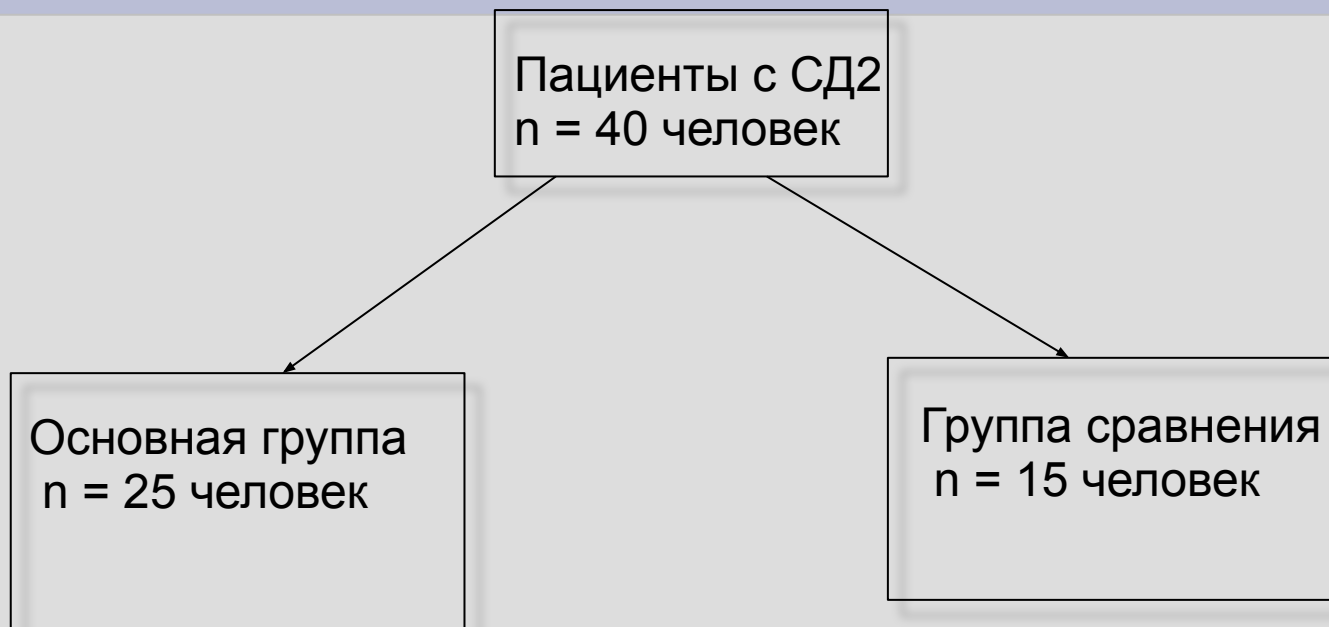 Пациенты с СД2
n = 40 человек
Основная группа
n = 25 человек
Группа сравнения
n = 15 человек